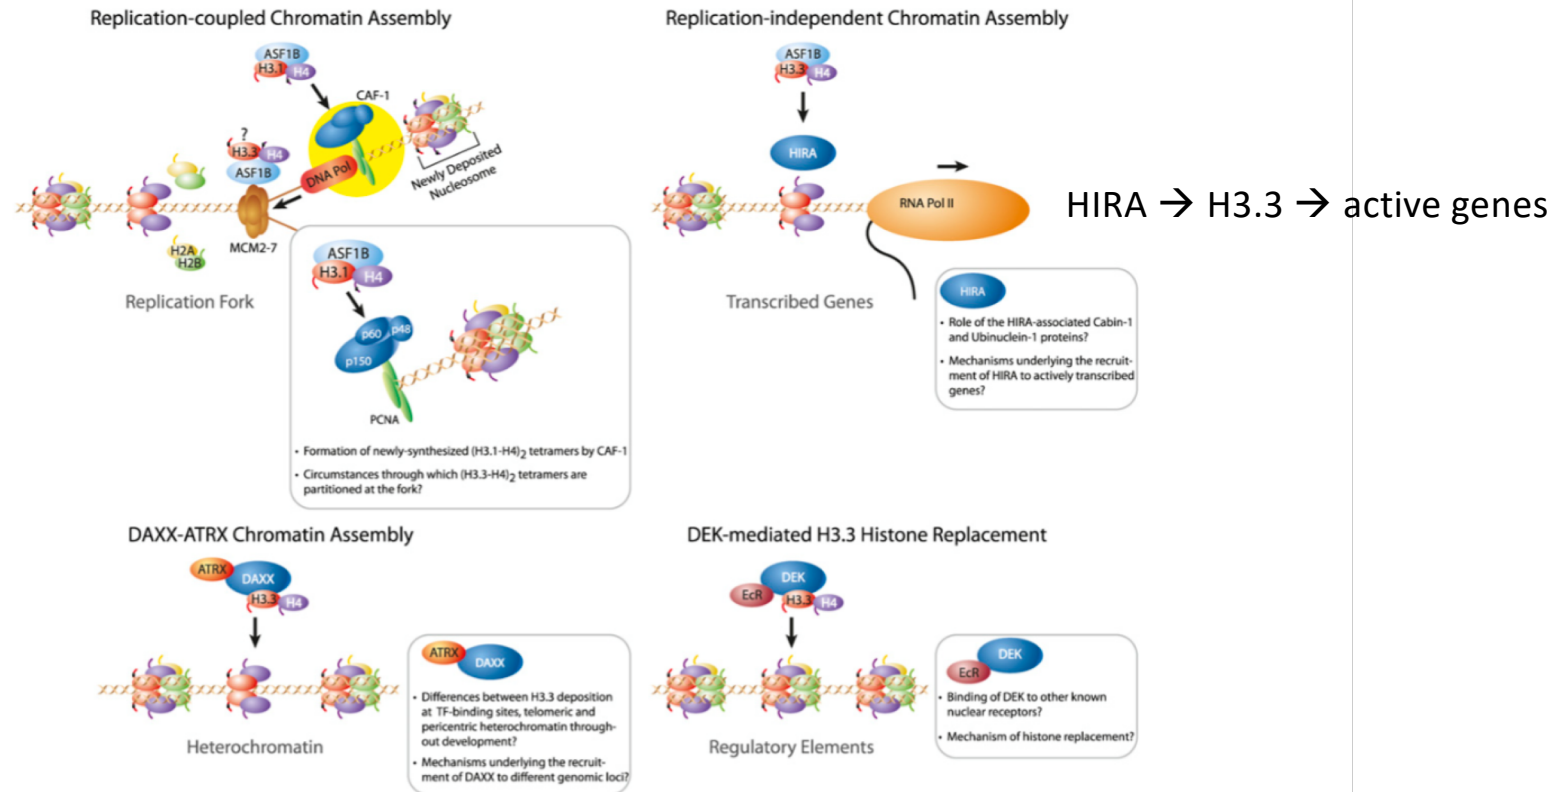 Replication-coupled Chromatin Assembly
ASF1B
H3.1
H4
CAF-1
?
H3.3
H4
ASF1B
DNA Pol
Newly Deposited
Nucleosome
MCM2-7
H2A
H2B
Replication Fork
ASF1B
H3.1
H4
p60
p48
p150
PCNA
• Formation of newly-synthesized (H3.1-H4)2 tetramers by CAF-1
• Circumstances through which (H3.3-H4)2 tetramers are
partitioned at the fork?
Replication-independent Chromatin Assembly
ASF1B
H3.3
H4
HIRA
RNA Pol II
HIRA → H3.3 → active genes
Transcribed Genes
HIRA
• Role of the HIRA-associated Cabin-1
and Ubinuclein-1 proteins?
• Mechanisms underlying the recruit-
ment of HIRA to actively transcribed
genes?
DAXX-ATRX Chromatin Assembly
ATRX
DAXX
H3.3
H4
Heterochromatin
ATRX
DAXX
• Differences between H3.3 deposition
at TF-binding sites, telomeric and
pericentric heterochromatin through-
out development?
• Mechanisms underlying the recruit-
ment of DAXX to different genomic loci?
DEK-mediated H3.3 Histone Replacement
DEK
EcR
H3.3
H4
Regulatory Elements
DEK
EcR
• Binding of DEK to other known
nuclear receptors?
• Mechanism of histone replacement?